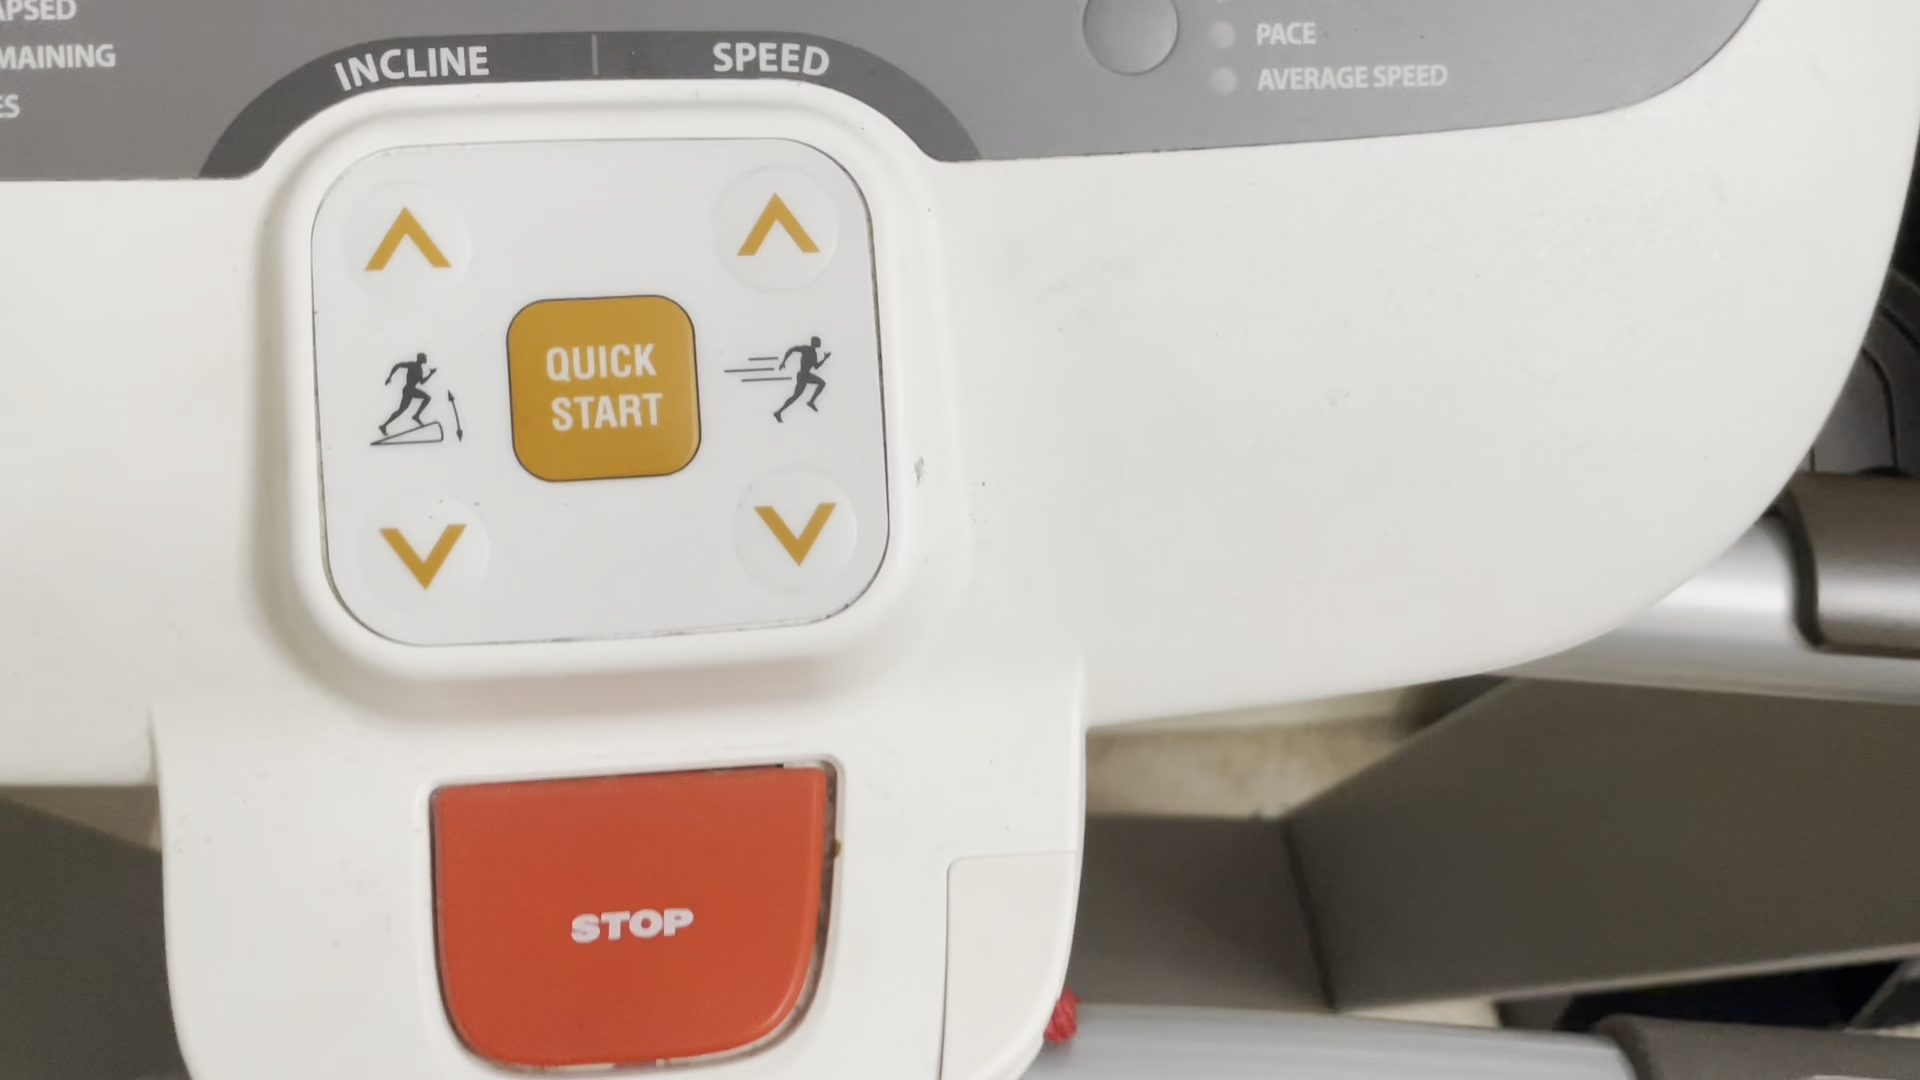 INCLINE
SPEED
PACE
AVERAGE SPEED
QUICK
START
STOP